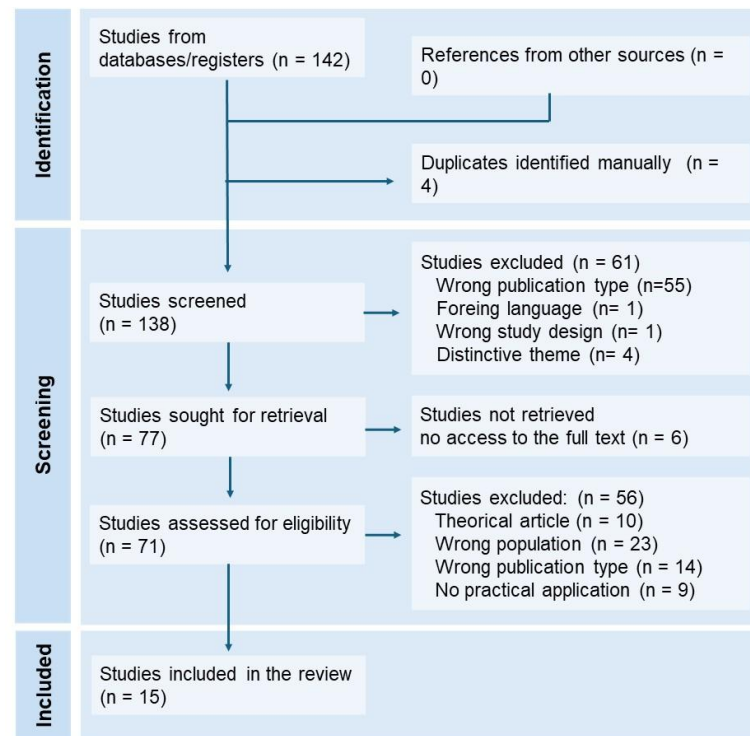 Identification
Studies from
databases/registers (n = 142)
References from other sources (n =
0)
Duplicates identified manually (n =
4)
Screening
Studies screened
(n = 138)
Studies excluded (n = 61)
Wrong publication type (n=55)
Foreing language (n= 1)
Wrong study design (n= 1)
Distinctive theme (n= 4)
Studies sought for retrieval
(n = 77)
Studies not retrieved
no access to the full text (n = 6)
Studies assessed for eligibility
(n = 71)
Studies excluded: (n = 56)
Theorical article (n = 10)
Wrong population (n = 23)
Wrong publication type (n = 14)
No practical application (n = 9)
Included
Studies included in the review
(n = 15)